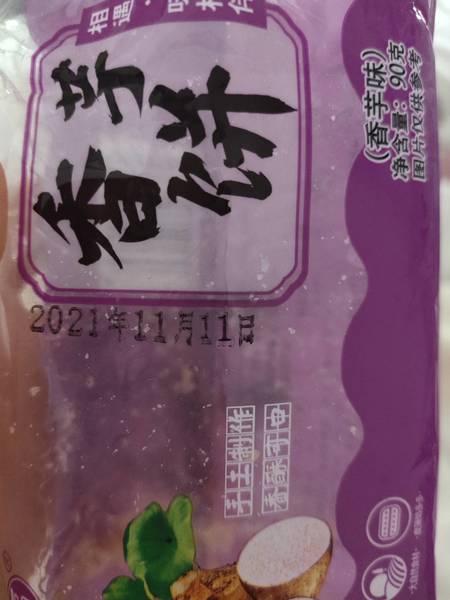 相遇·
香芋饼
(香芋味)
净含量：90克
图片仅供参考
2021年11月11日
手工制作
香酥可口